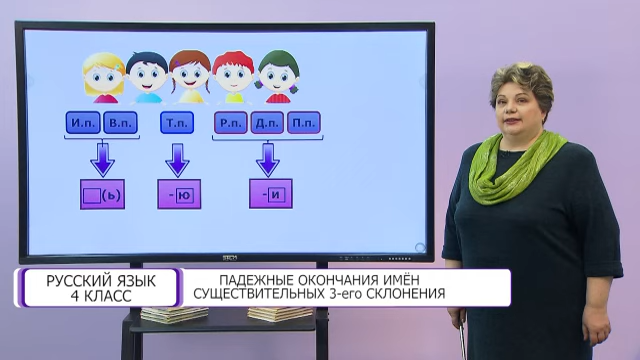 И.п. В.п. Т.п. Р.п. Д.п. П.п.
(ь) -ю -и
РУССКИЙ ЯЗЫК
4 КЛАСС
ПАДЕЖНЫЕ ОКОНЧАНИЯ ИМЁН
СУЩЕСТВИТЕЛЬНЫХ 3-его СКЛОНЕНИЯ